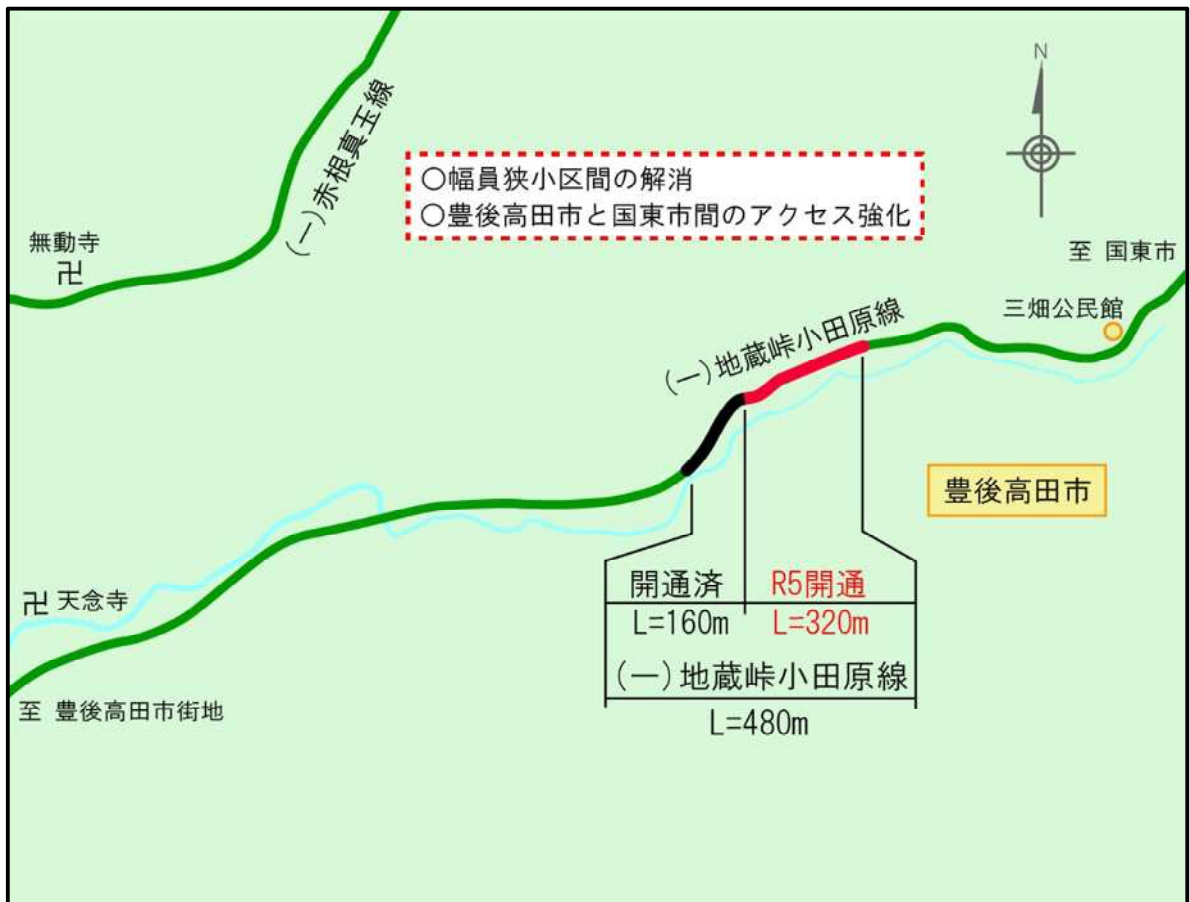 N
(一)赤根真玉線
○幅員狭小区間の解消
○豊後高田市と国東市間のアクセス強化
無動寺
卍
至 国東市
三畑公民館
(一)地蔵峠小田原線
豊後高田市
卍 天念寺
至 豊後高田市街地
開通済
R5開通
L=160m
L=320m
(一)地蔵峠小田原線
L=480m